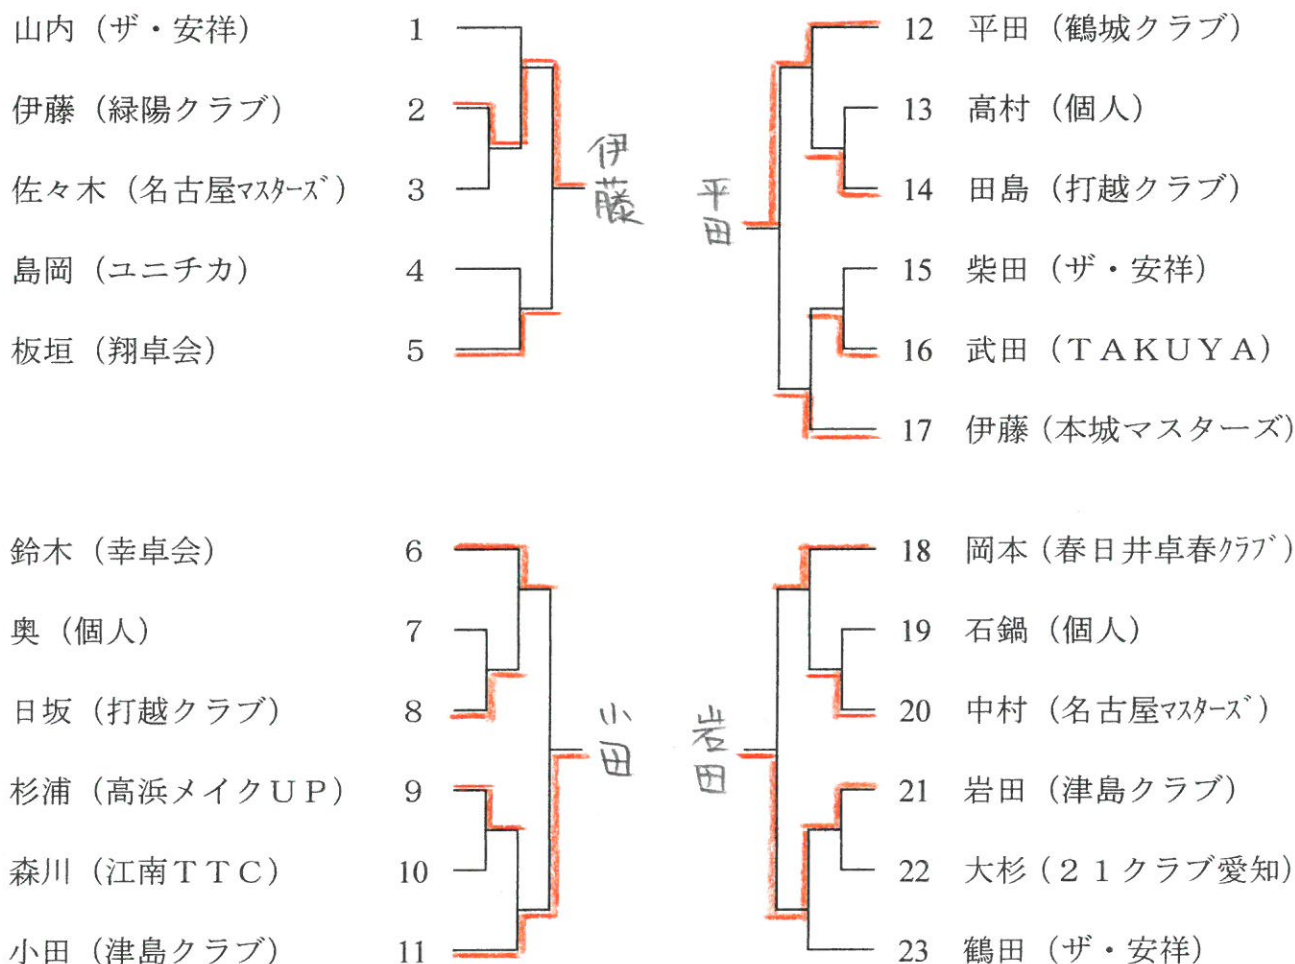 山内（ザ・安祥） 1
伊藤（緑陽クラブ） 2
佐々木（名古屋ﾏｽﾀｰｽﾞ） 3
島岡（ユニチカ） 4
板垣（翔卓会） 5
伊藤
鈴木（幸卓会） 6
奥（個人） 7
日坂（打越クラブ） 8
杉浦（高浜メイクＵＰ） 9
森川（江南ＴＴＣ） 10
小田（津島クラブ） 11
小田
12 平田（鶴城クラブ）
13 高村（個人）
14 田島（打越クラブ）
15 柴田（ザ・安祥）
16 武田（ＴＡＫＵＹＡ）
17 伊藤（本城マスターズ）
平田
18 岡本（春日井卓春ｸﾗﾌﾞ）
19 石鍋（個人）
20 中村（名古屋ﾏｽﾀｰｽﾞ）
21 岩田（津島クラブ）
22 大杉（２１クラブ愛知）
23 鶴田（ザ・安祥）
岩田